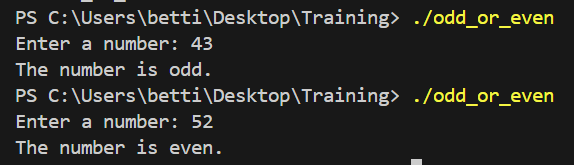 PS C:\Users\betti\Desktop\Training> ./odd_or_even
Enter a number: 43
The number is odd.
PS C:\Users\betti\Desktop\Training> ./odd_or_even
Enter a number: 52
The number is even.